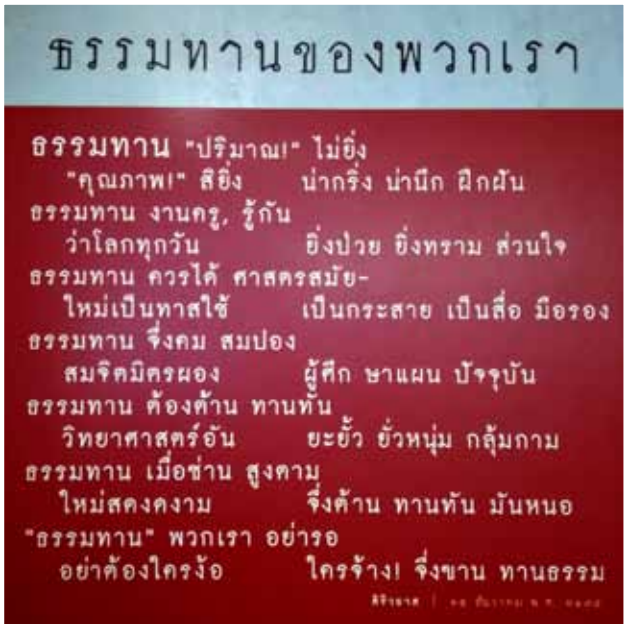 ธรรมทานของพวกเรา
ธรรมทาน "ปริมาณ!" ไม่ยิ่ง
"คุณภาพ!" สิยิ่ง น่ากริ่ง น่านึก ฝึกฝัน
ธรรมทาน งานครู, รู้กัน
ว่าโลกทุกวัน ยิ่งป่วย ยิ่งทราม ส่วนใจ
ธรรมทาน ควรได้ ศาสตรสมัย-
ใหม่เป็นทาสใช้ เป็นกระสาย เป็นสื่อ มือรอง
ธรรมทาน จึ่งคม สมปอง
สมจิตมิตรผอง ผู้ศึก ษาแผน ปัจจุบัน
ธรรมทาน ต้องต้าน ทานทัน
วิทยาศาสตร์อัน ยะยั้ว ยั่วหนุ่ม กลุ้มกาม
ธรรมทาน เมื่อซ่าน สูงตาม
ใหม่สดงดงาม จึ่งต้าน ทานทัน มันหนอ
"ธรรมทาน" พวกเรา อย่ารอ
อย่าต้องใครง้อ ใครจ้าง! จึ่งขาน ทานธรรม
สิริวยาส | ธันวาคม พ.ศ.